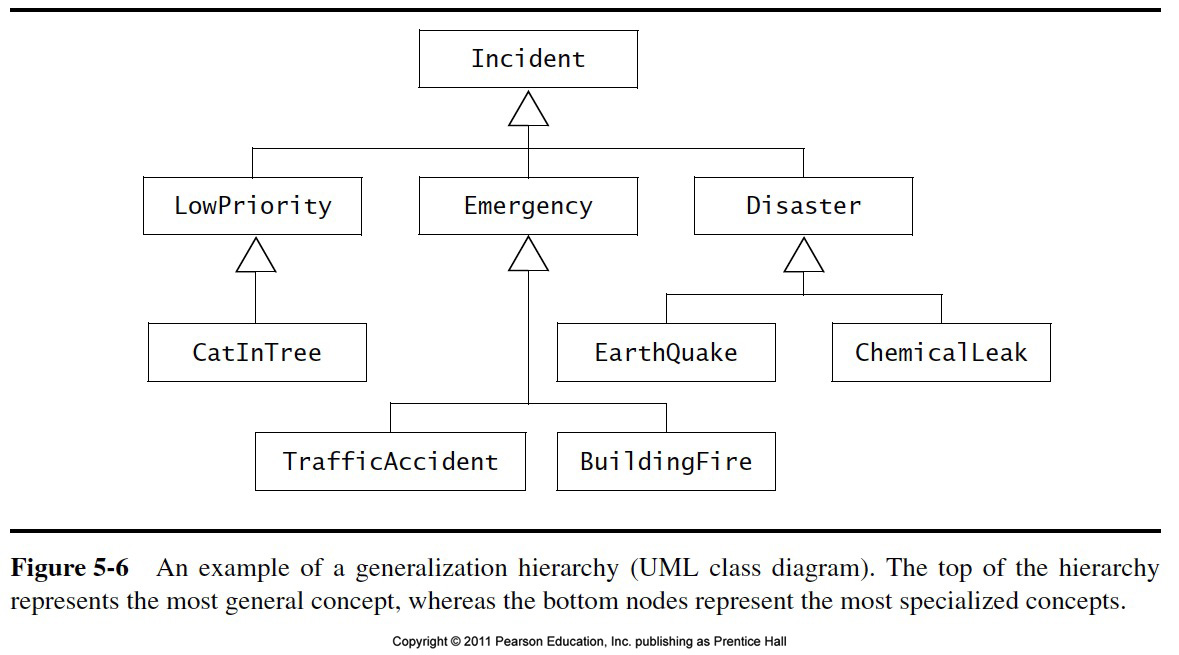 Incident
LowPriority
Emergency
Disaster
CatInTree
EarthQuake
ChemicalLeak
TrafficAccident
BuildingFire
Figure 5-6 An example of a generalization hierarchy (UML class diagram). The top of the hierarchy
represents the most general concept, whereas the bottom nodes represent the most specialized concepts.
Copyright © 2011 Pearson Education, Inc. publishing as Prentice Hall